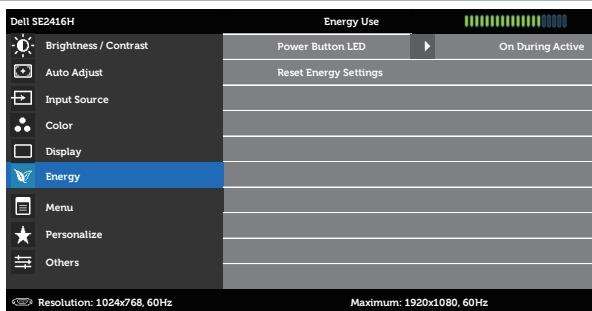 Dell SE2416H Energy Use
Brightness / Contrast Power Button LED On During Active
Auto Adjust Reset Energy Settings
Input Source
Color
Display
Energy
Menu
Personalize
Others
Resolution: 1024x768, 60Hz Maximum: 1920x1080, 60Hz